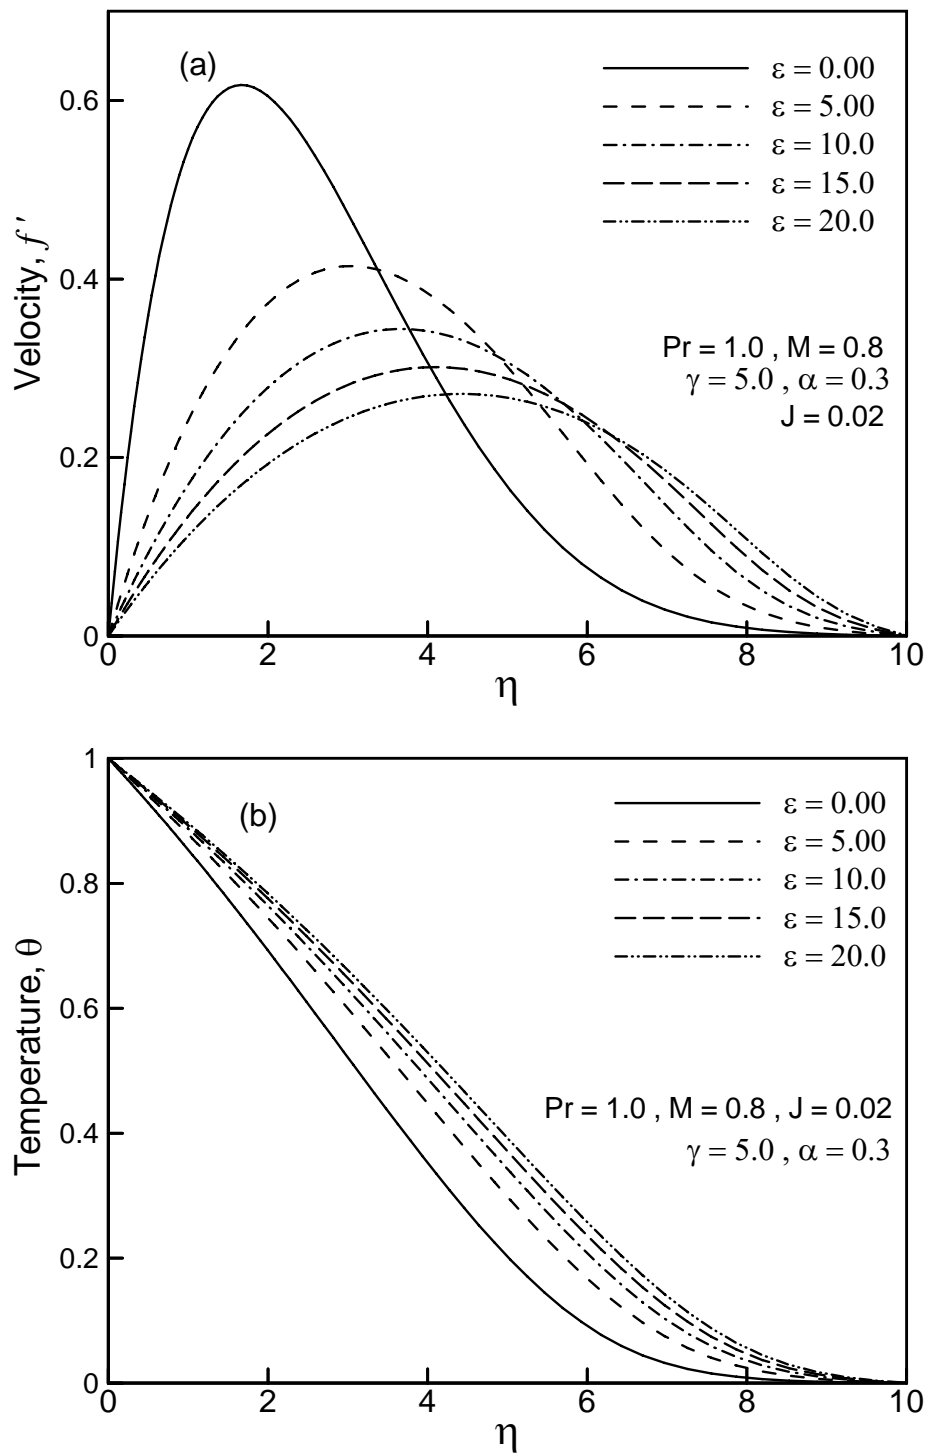 (a)
ε = 0.00
ε = 5.00
ε = 10.0
ε = 15.0
ε = 20.0
Pr = 1.0 , M = 0.8
γ = 5.0 , α = 0.3
J = 0.02
Velocity, f ′
0.6
0.4
0.2
0
0 2 4 6 8 10
η
(b)
ε = 0.00
ε = 5.00
ε = 10.0
ε = 15.0
ε = 20.0
Pr = 1.0 , M = 0.8 , J = 0.02
γ = 5.0 , α = 0.3
Temperature, θ
1
0.8
0.6
0.4
0.2
0
0 2 4 6 8 10
η